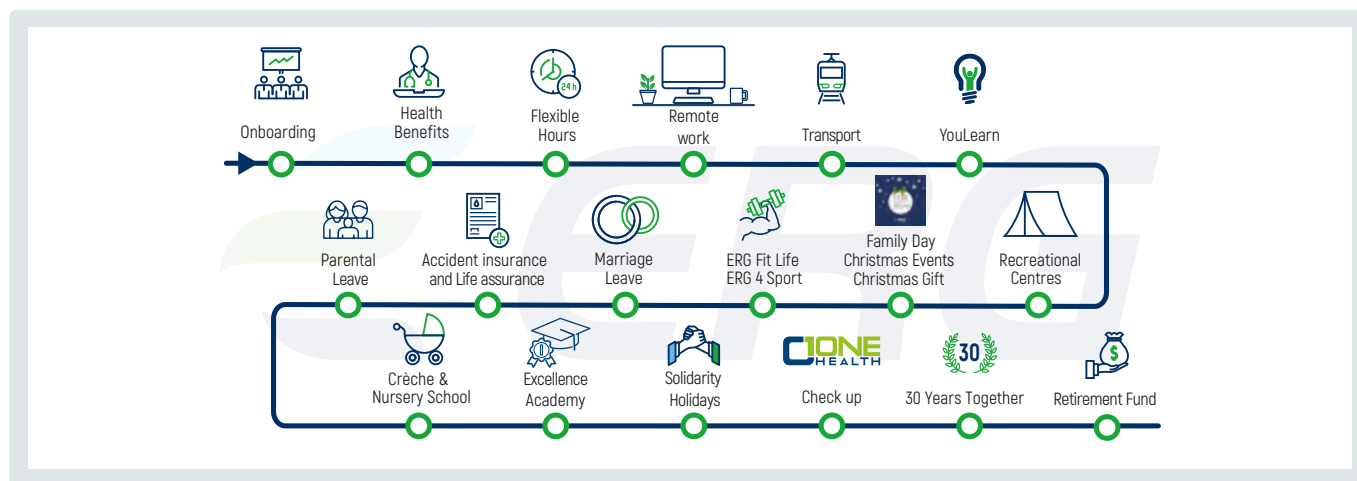 24 h
Onboarding
Health
Benefits
Flexible
Hours
Remote
work
Transport
YouLearn
Parental
Leave
Accident insurance
and Life assurance
Marriage
Leave
ERG Fit Life
ERG 4 Sport
Family Day
Christmas Events
Christmas Gift
Recreational
Centres
Crèche &
Nursery School
Excellence
Academy
Solidarity
Holidays
ONE
HEALTH
Check up
30
30 Years Together
$
Retirement Fund
ERG